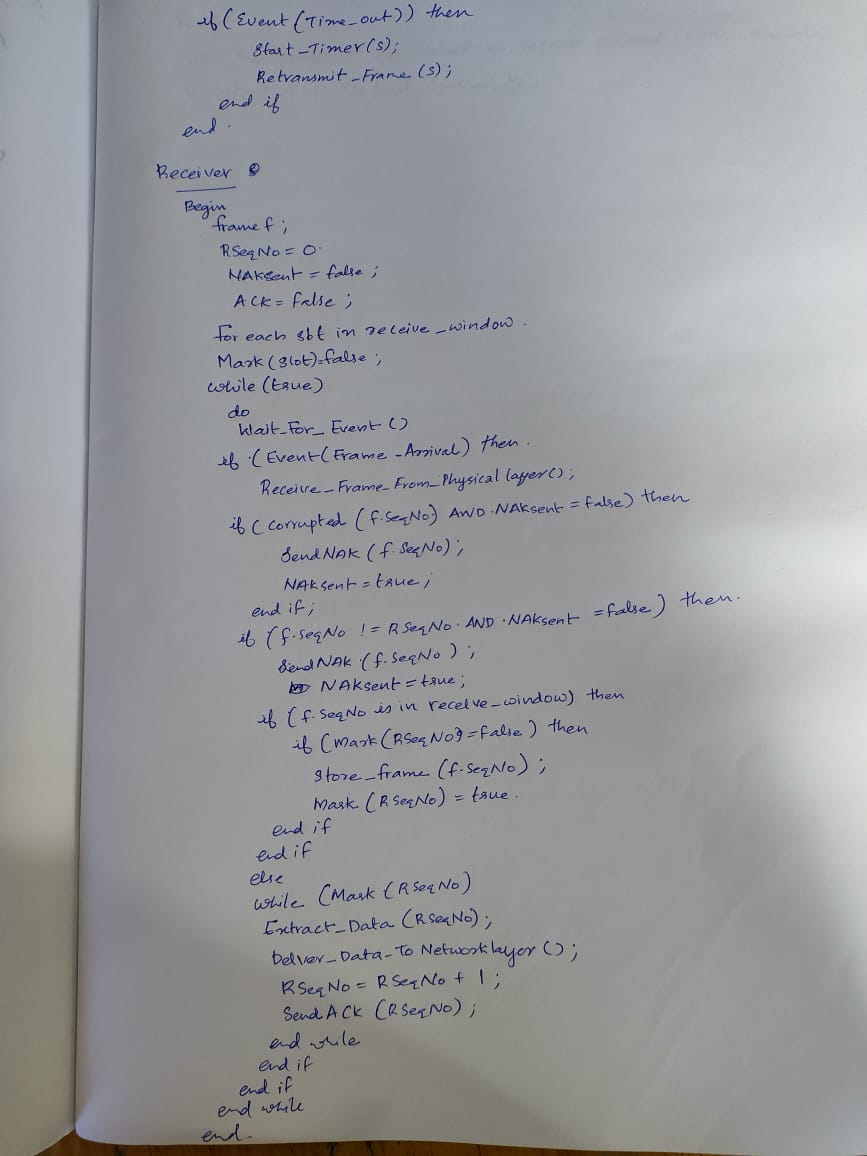 if (Event (Time_out)) then
Start_Timer(s);
Retransmit_Frame (s);
end if
end.
Receiver
Begin
frame f;
RSeqNo = 0.
NAKsent = false;
ACK = False;
for each slot in receive_window.
Mask (slot)=false;
while (true)
do
Wait_For_Event ()
if (Event (Frame_Arrival) then.
Receive_Frame_From_Physical layer();
if (corrupted (f.SeqNo) AND.NAKsent = false) then
Send NAK (f.SeqNo);
NAKsent = true;
end if;
if (f.seqNo != RSeqNo. AND .NAKsent = false) then.
Send NAK (f.SeqNo);
NAKsent = true;
if (f.SeqNo is in receive_window) then
if (Mask (RSeqNo) = false) then
Store_frame (f.SeqNo);
Mask (RSeqNo) = true.
end if
end if
else
while (Mask (RSeqNo)
Extract_Data (RSeqNo);
Deliver_Data_To Network layer ();
RSeqNo = RSeqNo + 1;
Send ACK (RSeqNo);
end while
end if
end if
end while
end.